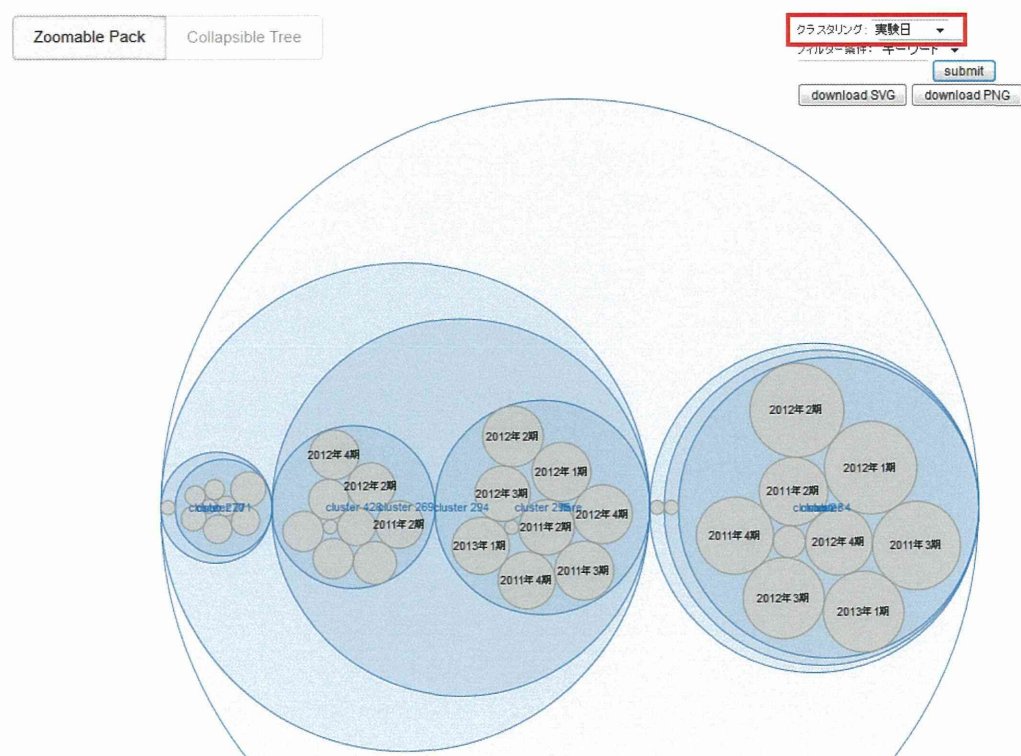 Zoomable Pack
Collapsible Tree
クラスタリング: 実験日
フィルター条件: キーワード
submit
download SVG
download PNG
2012年 4期
2012年 2期
cluster 428
cluster 269
2011年 2期
cluster 294
2012年 2期
2012年 1期
2012年 3期
2012年 4期
2011年 2期
2013年 1期
2011年 4期
2011年 3期
2012年 2期
2012年 1期
2011年 2期
2011年 4期
2012年 4期
2011年 3期
2012年 3期
2013年 1期